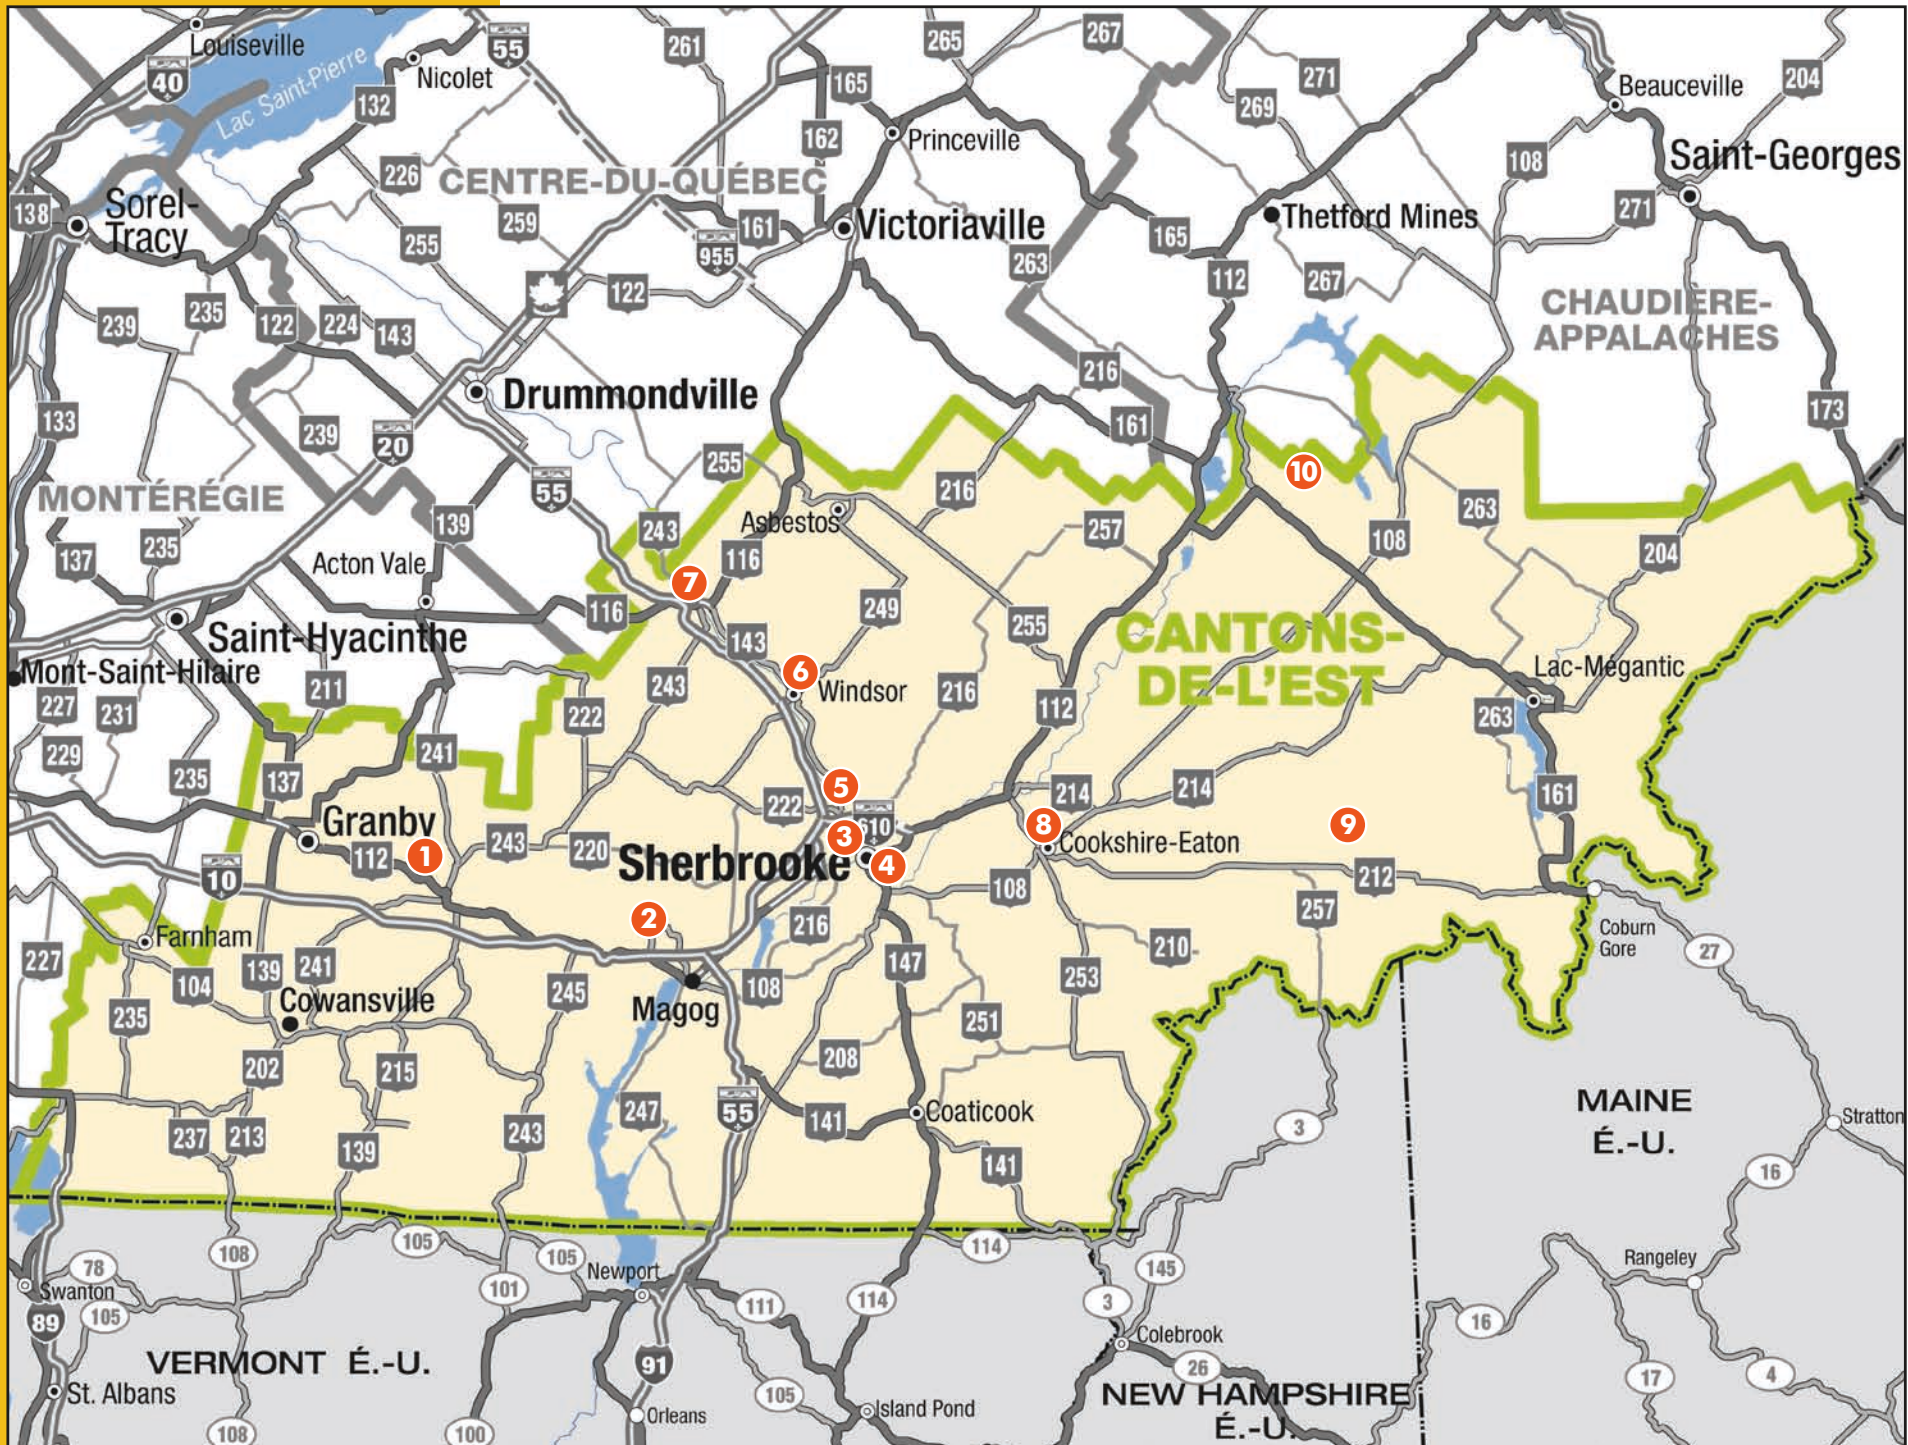 Louiseville
40
Lac Saint-Pierre
Nicolet
55
261
265
267
271
204
Beauceville
132
165
269
162
Princeville
108
Saint-Georges
226
CENTRE-DU-QUÉBEC
138
Sorel-
Tracy
259
161
Victoriaville
Thetford Mines
271
255
955
165
263
112
267
122
239
235
122
224
143
CHAUDIÈRE-
APPALACHES
216
Drummondville
133
239
20
161
173
255
10
MONTÉRÉGIE
55
216
263
139
243
Asbestos
257
108
137
235
Acton Vale
116
204
7
116
249
255
Saint-Hyacinthe
143
CANTONS-
DE-L'EST
Mont-Saint-Hilaire
6
Windsor
Lac-Mégantic
211
243
216
227
231
222
112
263
229
241
235
137
5
222
214
214
161
610
Granby
3
8
9
1
243
220
Cookshire-Eaton
112
Sherbrooke
4
10
108
212
2
216
257
Farnham
Coburn
Gore
227
210
27
104
139
241
147
253
245
108
Cowansville
Magog
235
251
202
215
208
MAINE
É.-U.
247
55
141
Coaticook
Stratton
237
213
243
3
139
141
16
105
105
114
108
78
Newport
145
Rangeley
Swanton
101
105
111
114
3
89
16
Colebrook
VERMONT É.-U.
91
26
4
St. Albans
105
NEW HAMPSHIRE
É.-U.
17
Orleans
Island Pond
108
100